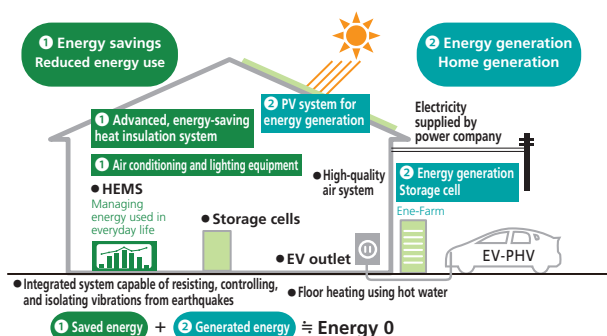 ❶ Energy savings
Reduced energy use
❷ Energy generation
Home generation
❷ PV system for
energy generation
Electricity
supplied by
power company
❶ Advanced, energy-saving
heat insulation system
❶ Air conditioning and lighting equipment
● High-quality
air system
❷ Energy generation
Storage cell
Ene-Farm
● HEMS
Managing
energy used in
everyday life
● Storage cells
● EV outlet
EV-PHV
● Integrated system capable of resisting, controlling,
and isolating vibrations from earthquakes
● Floor heating using hot water
❶ Saved energy + ❷ Generated energy ≒ Energy 0